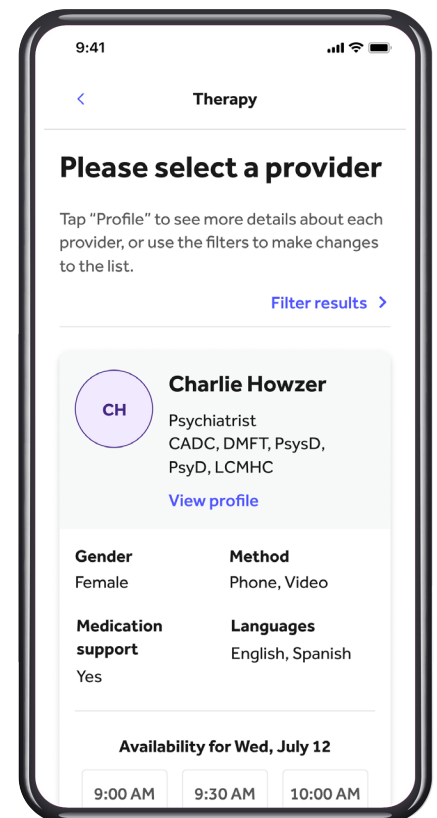 9:41
Therapy
Please select a provider
Tap “Profile” to see more details about each
provider, or use the filters to make changes
to the list.
Filter results
CH
Charlie Howzer
Psychiatrist
CADC, DMFT, PsysD,
PsyD, LCMHC
View profile
Gender
Female
Method
Phone, Video
Medication
support
Yes
Languages
English, Spanish
Availability for Wed, July 12
9:00 AM
9:30 AM
10:00 AM